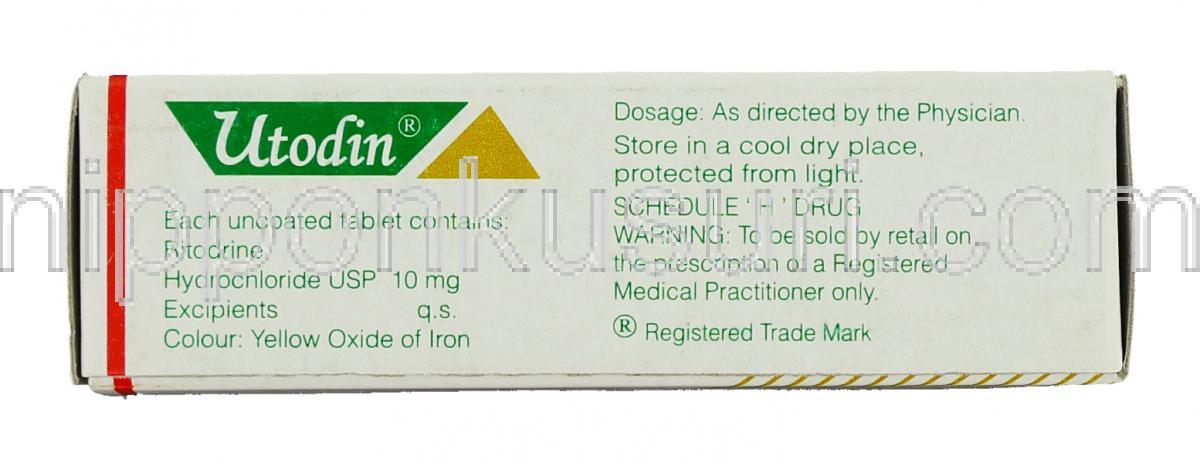 Utodin®
Each uncoated tablet contains:
Ritodrine
Hydrochloride USP 10 mg
Excipients q.s.
Colour: Yellow Oxide of Iron
Dosage: As directed by the Physician.
Store in a cool dry place,
protected from light.
SCHEDULE ' H ' DRUG
WARNING: To be sold by retail on
the prescription of a Registered
Medical Practitioner only.
® Registered Trade Mark
nipponkusuri.com